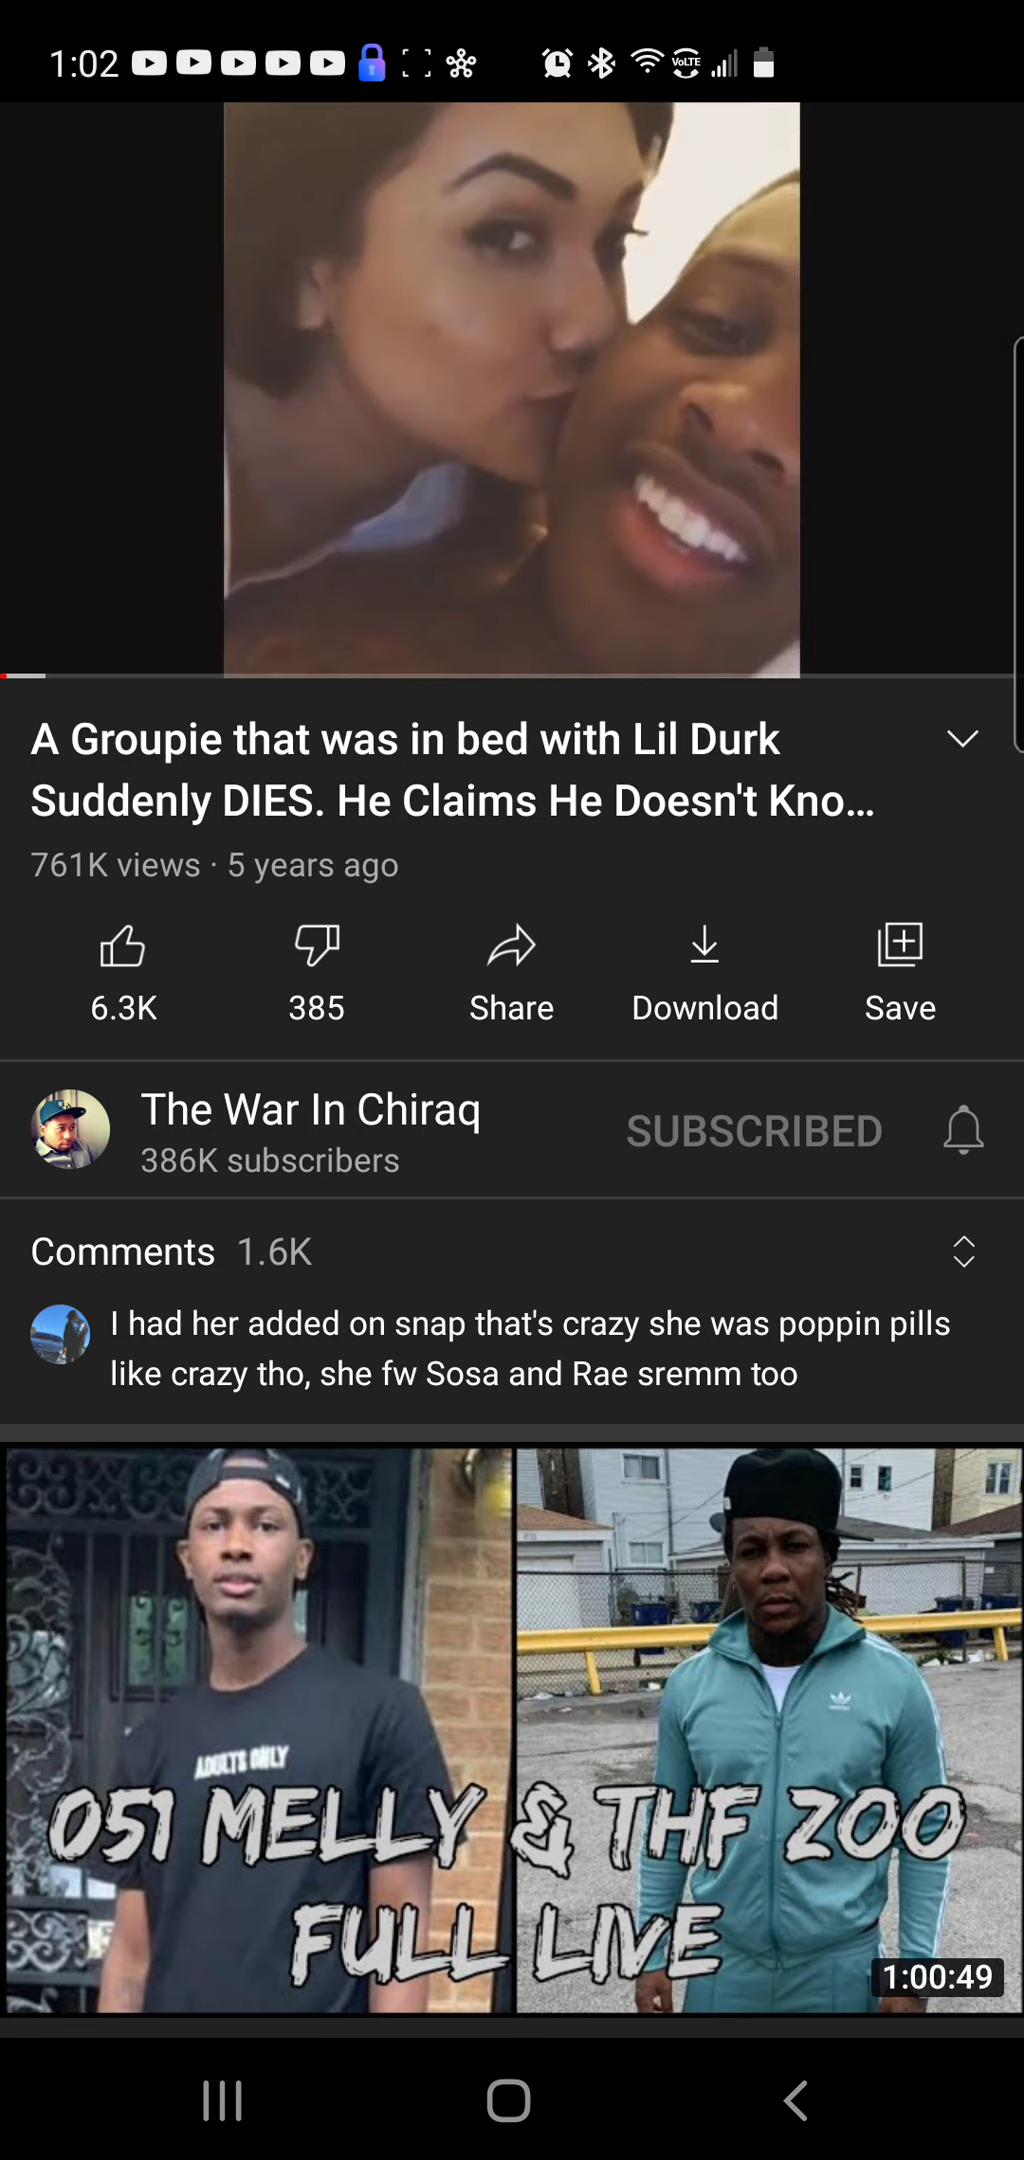 1:02
VoLTE
A Groupie that was in bed with Lil Durk
Suddenly DIES. He Claims He Doesn't Kno...
761K views · 5 years ago
6.3K 385 Share Download Save
The War In Chiraq
386K subscribers
SUBSCRIBED
Comments 1.6K
I had her added on snap that's crazy she was poppin pills
like crazy tho, she fw Sosa and Rae sremm too
ADULTS ONLY
051 MELLY & THF ZOO
FULL LIVE
1:00:49